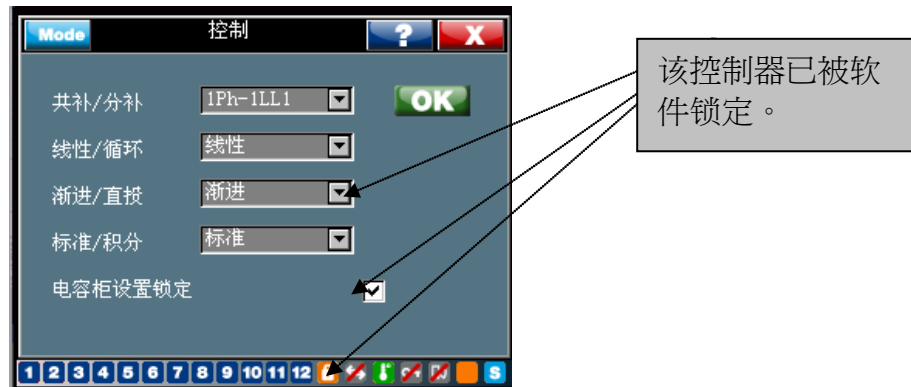 Mode 控制 ? X
共补/分补 1Ph-1LL1 OK
线性/循环 线性
渐进/直投 渐进
标准/积分 标准
电容柜设置锁定
1 2 3 4 5 6 7 8 9 10 11 12 S
该控制器已被软
件锁定。